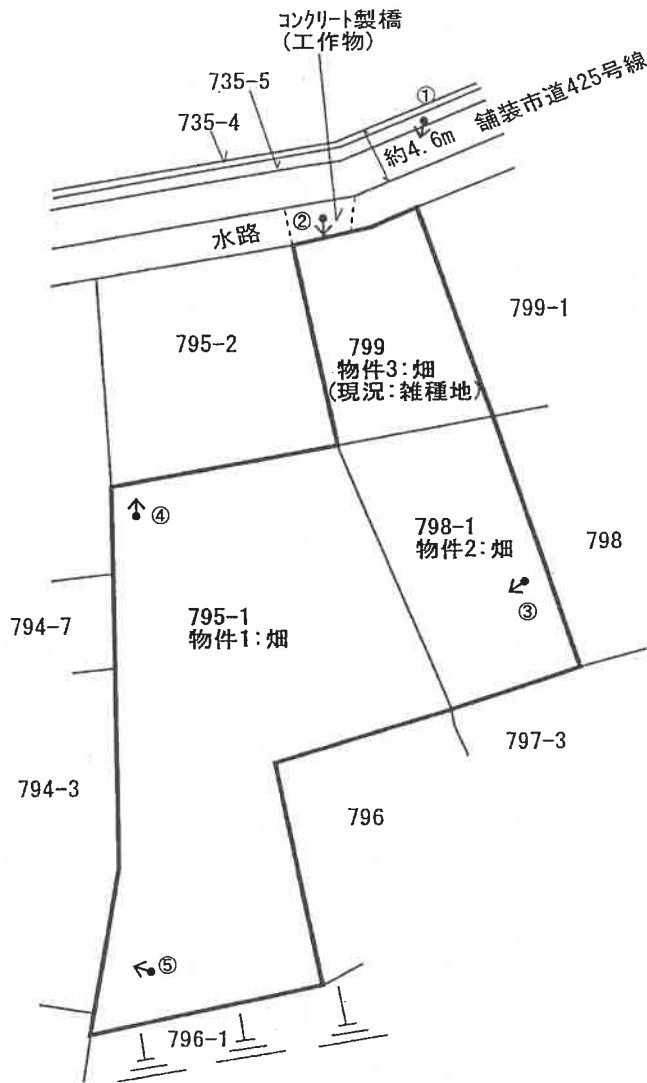 コンクリート製橋
(工作物)
735-5
735-4
①
舗装市道425号線
約4.6m
②
水路
795-2
799
物件3:畑
(現況:雑種地)
799-1
④
798-1
物件2:畑
798
③
794-7
795-1
物件1:畑
797-3
794-3
796
⑤
796-1